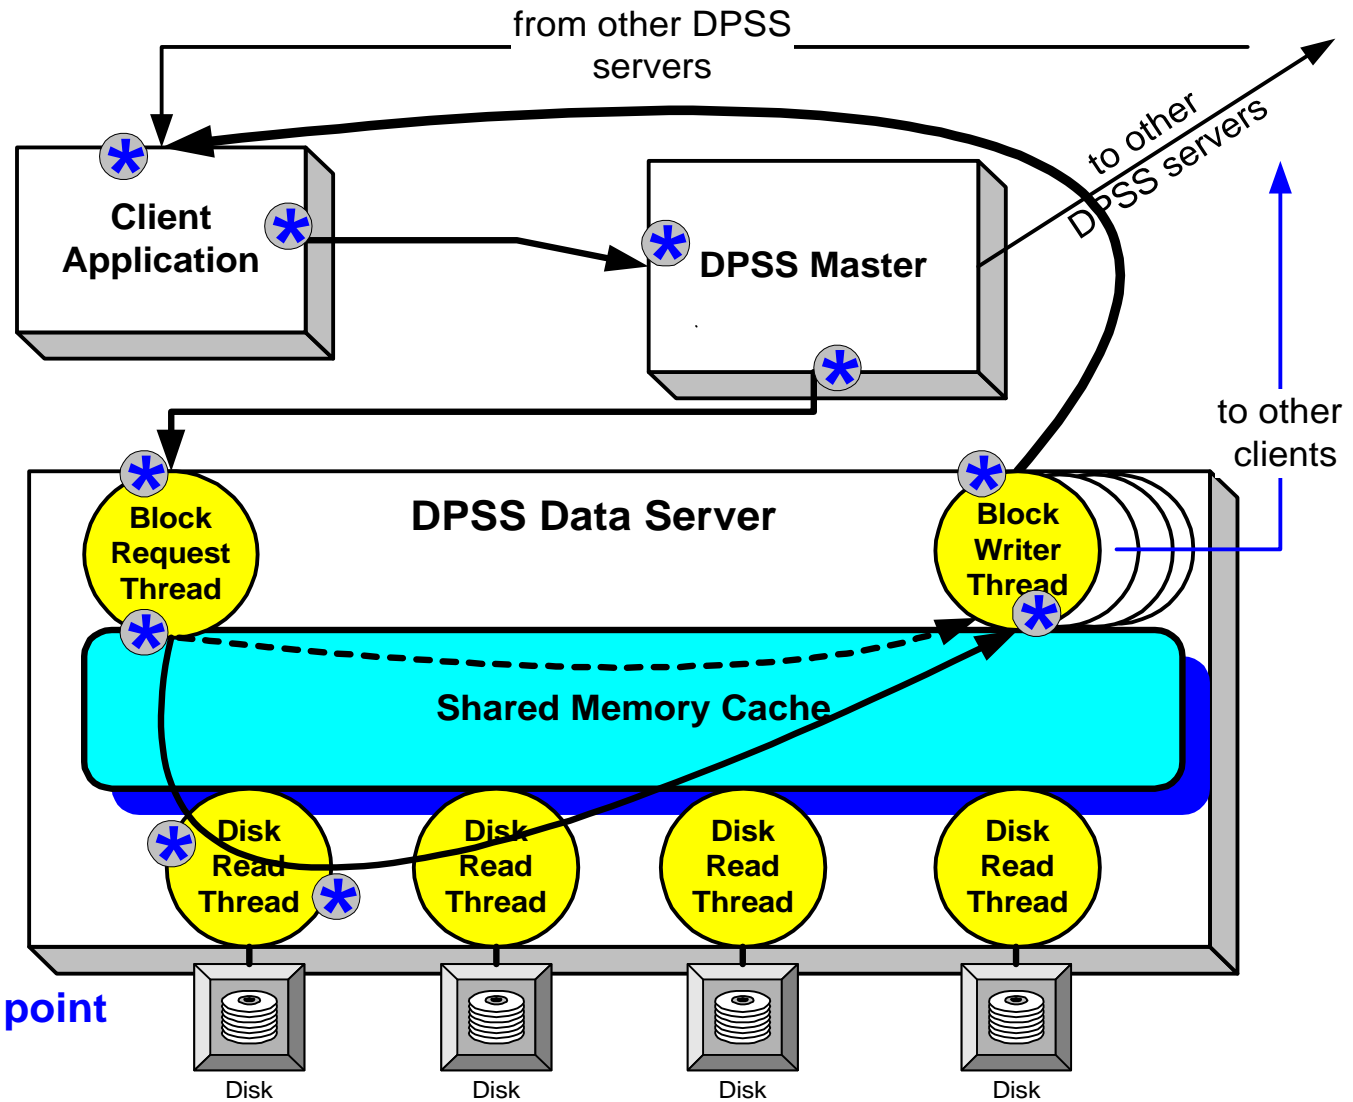 from other DPSS
servers
to other
DPSS servers
Client
Application
*
*
*
DPSS Master
*
to other
clients
*
*
DPSS Data Server
Block
Request
Thread
Block
Writer
Thread
*
*
Shared Memory Cache
Disk
Read
Thread
Disk
Read
Thread
Disk
Read
Thread
Disk
Read
Thread
*
*
point
Disk
Disk
Disk
Disk